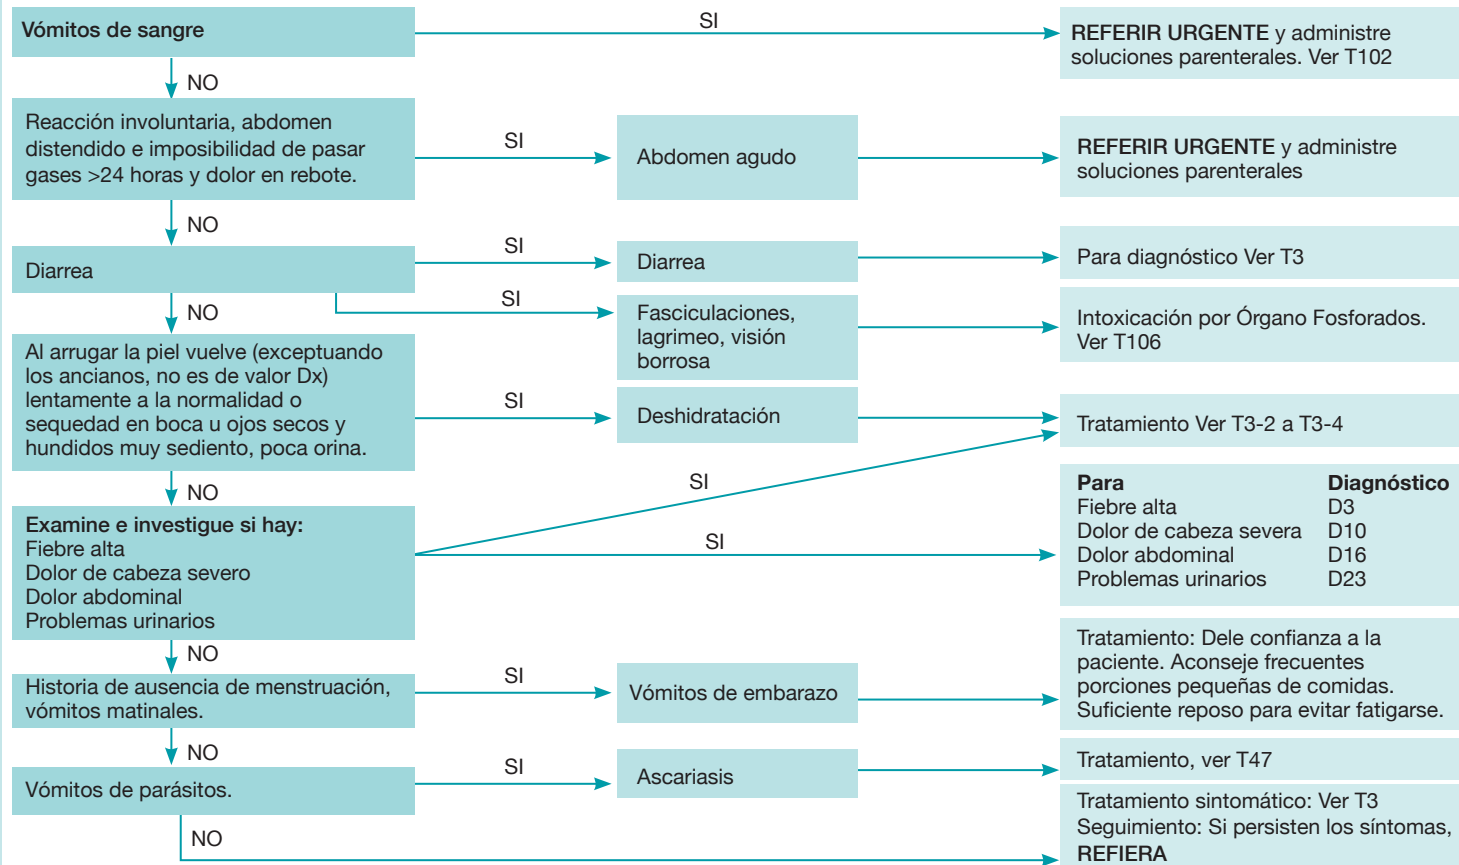 Vómitos de sangre
SI
REFERIR URGENTE y administre
soluciones parenterales. Ver T102
NO
Reacción involuntaria, abdomen
distendido e imposibilidad de pasar
gases >24 horas y dolor en rebote.
SI
Abdomen agudo
REFERIR URGENTE y administre
soluciones parenterales
NO
Diarrea
SI
Diarrea
Para diagnóstico Ver T3
SI
Fasciculaciones,
lagrimeo, visión
borrosa
Intoxicación por Órgano Fosforados.
Ver T106
NO
Al arrugar la piel vuelve (exceptuando
los ancianos, no es de valor Dx)
lentamente a la normalidad o
sequedad en boca u ojos secos y
hundidos muy sediento, poca orina.
SI
Deshidratación
Tratamiento Ver T3-2 a T3-4
NO
Examine e investigue si hay:
Fiebre alta
Dolor de cabeza severo
Dolor abdominal
Problemas urinarios
SI
SI
Para Diagnóstico
Fiebre alta D3
Dolor de cabeza severa D10
Dolor abdominal D16
Problemas urinarios D23
NO
Historia de ausencia de menstruación,
vómitos matinales.
SI
Vómitos de embarazo
Tratamiento: Dele confianza a la
paciente. Aconseje frecuentes
porciones pequeñas de comidas.
Suficiente reposo para evitar fatigarse.
NO
Vómitos de parásitos.
SI
Ascariasis
Tratamiento, ver T47
NO
Tratamiento sintomático: Ver T3
Seguimiento: Si persisten los síntomas,
REFIERA